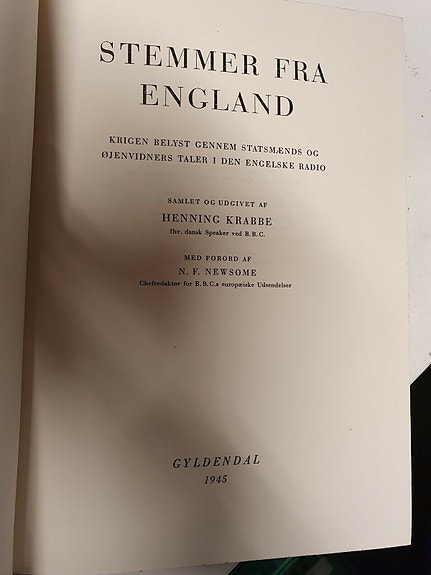 STEMMER FRA
ENGLAND
KRIGEN BELYST GENNEM STATSMÆNDS OG
ØJENVIDNERS TALER I DEN ENGELSKE RADIO
SAMLET OG UDGIVET AF
HENNING KRABBE
fhv. dansk Speaker ved B.B.C.
MED FORORD AF
N. F. NEWSOME
Chefredaktør for B.B.C.s europæiske Udsendelser
GYLDENDAL
1945